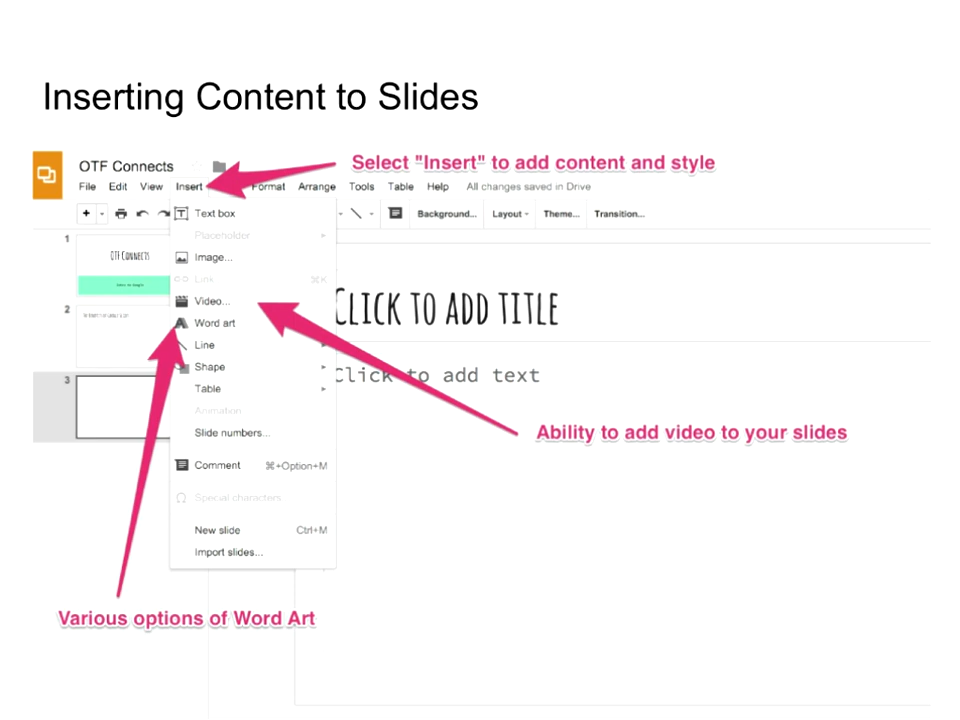 Inserting Content to Slides
Select "Insert" to add content and style
OTF Connects
File Edit View Insert Format Arrange Tools Table Help All changes saved in Drive
Background... Layout Theme... Transition...
Text box
Placeholder
Image...
Link ⌘K
Video...
Word art
Line
Shape
Table
Animation
Slide numbers...
Comment ⌘+Option+M
Special characters
New slide Ctrl+M
Import slides...
1
OTF CONNECTS
2
3
CLICK TO ADD TITLE
Click to add text
Ability to add video to your slides
Various options of Word Art